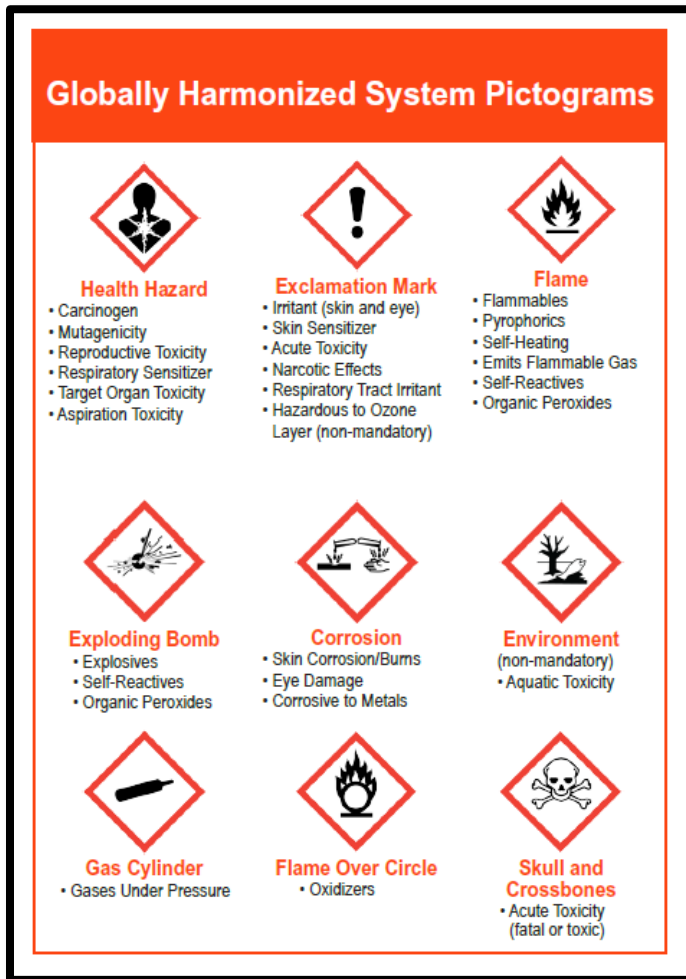 Globally Harmonized System Pictograms
Health Hazard
• Carcinogen
• Mutagenicity
• Reproductive Toxicity
• Respiratory Sensitizer
• Target Organ Toxicity
• Aspiration Toxicity
Exclamation Mark
• Irritant (skin and eye)
• Skin Sensitizer
• Acute Toxicity
• Narcotic Effects
• Respiratory Tract Irritant
• Hazardous to Ozone
Layer (non-mandatory)
Flame
• Flammables
• Pyrophorics
• Self-Heating
• Emits Flammable Gas
• Self-Reactives
• Organic Peroxides
Exploding Bomb
• Explosives
• Self-Reactives
• Organic Peroxides
Corrosion
• Skin Corrosion/Burns
• Eye Damage
• Corrosive to Metals
Environment
(non-mandatory)
• Aquatic Toxicity
Gas Cylinder
• Gases Under Pressure
Flame Over Circle
• Oxidizers
Skull and
Crossbones
• Acute Toxicity
(fatal or toxic)